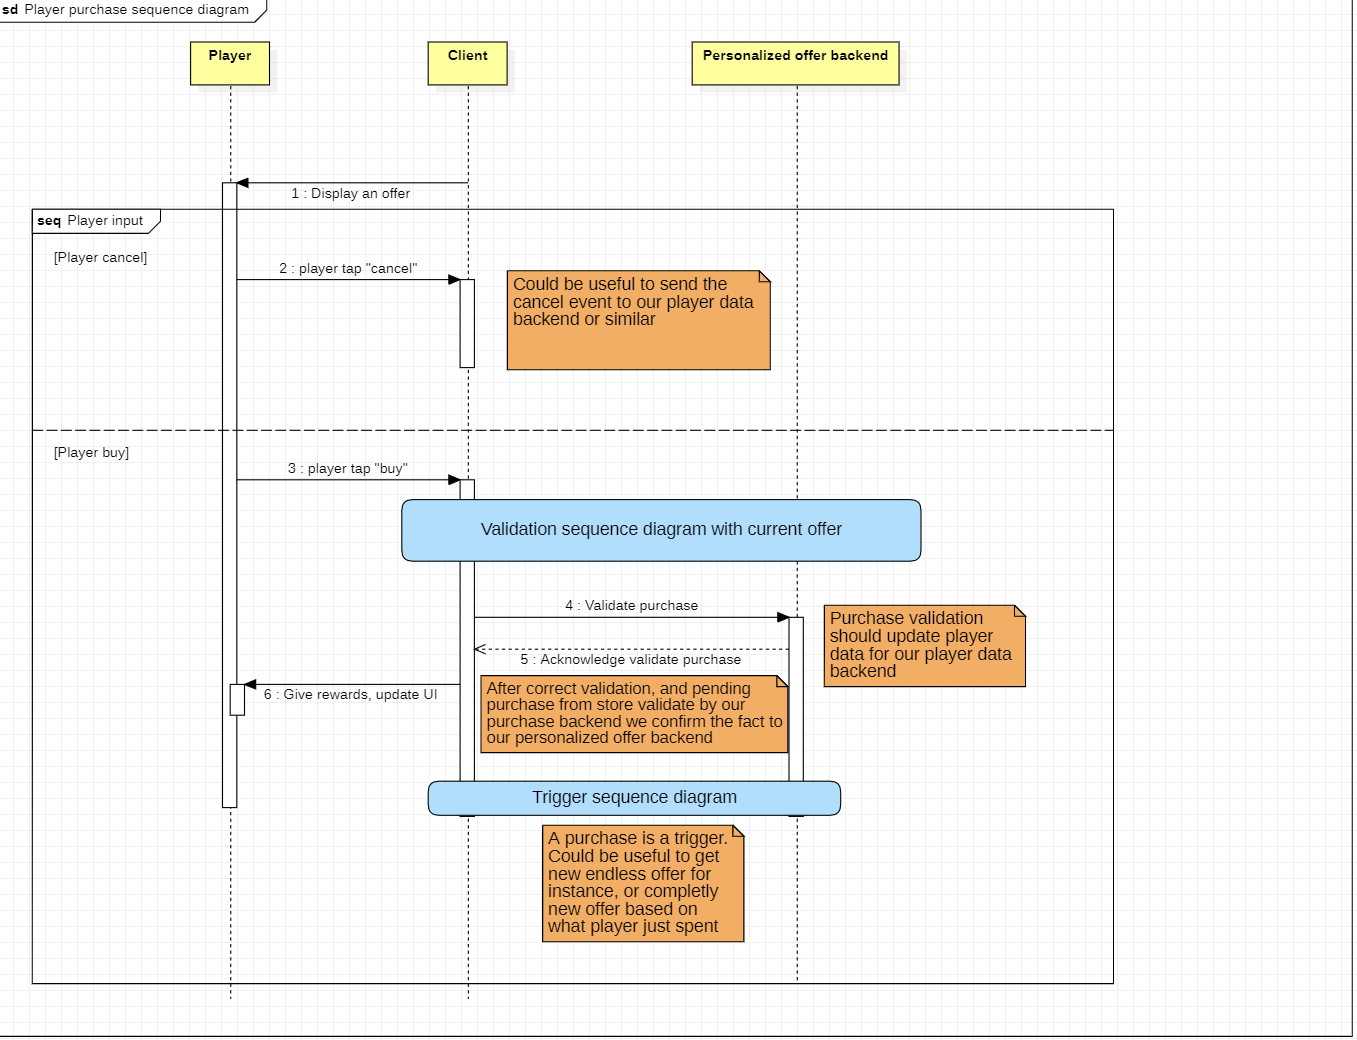 sd Player purchase sequence diagram
Player
Client
Personalized offer backend
1 : Display an offer
seq Player input
[Player cancel]
2 : player tap "cancel"
Could be useful to send the
cancel event to our player data
backend or similar
[Player buy]
3 : player tap "buy"
Validation sequence diagram with current offer
4 : Validate purchase
Purchase validation
should update player
data for our player data
backend
5 : Acknowledge validate purchase
6 : Give rewards, update UI
After correct validation, and pending
purchase from store validate by our
purchase backend we confirm the fact to
our personalized offer backend
Trigger sequence diagram
A purchase is a trigger.
Could be useful to get
new endless offer for
instance, or completly
new offer based on
what player just spent